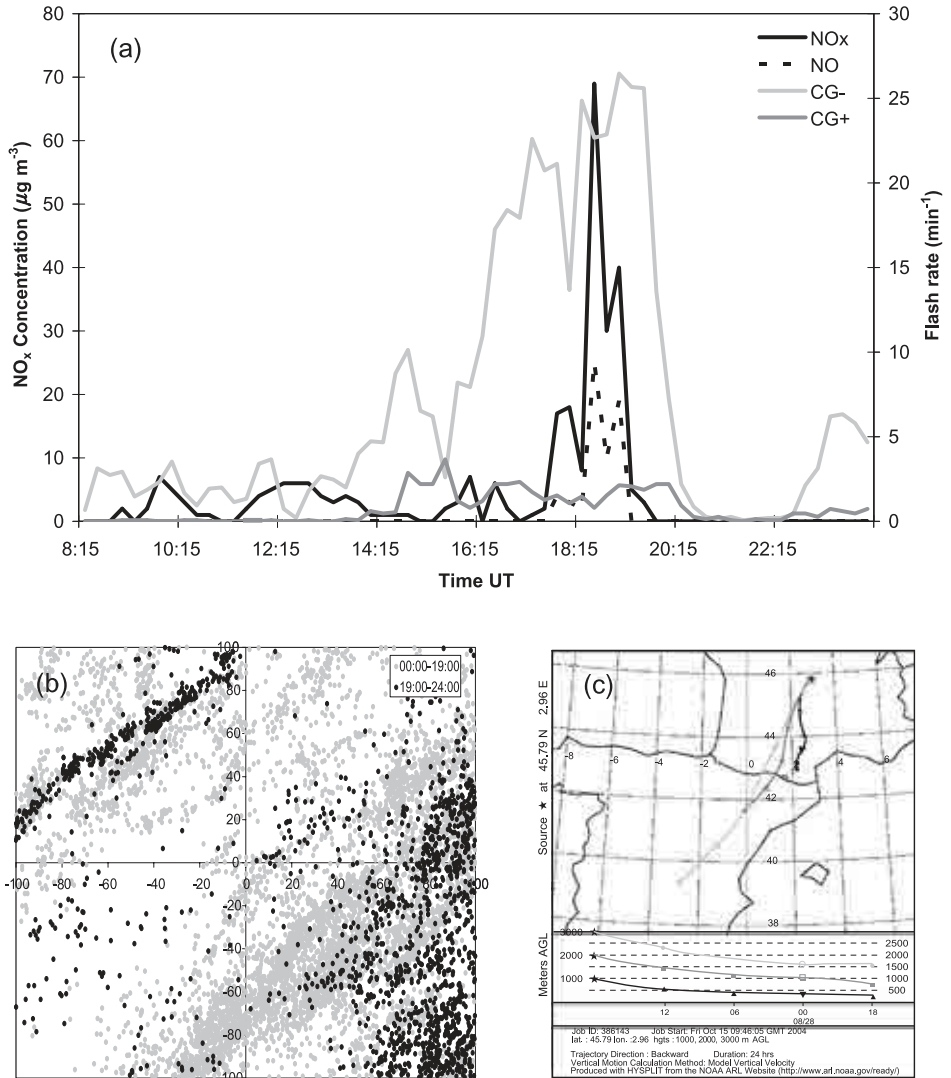 (a)
NOx
NO
CG-
CG+
80
70
60
50
40
30
20
10
0
NOx Concentration (µg m-3)
30
25
20
15
10
5
0
Flash rate (min-1)
8:15 10:15 12:15 14:15 16:15 18:15 20:15 22:15
Time UT
(b)
00:00-19:00
19:00-24:00
100
80
60
40
20
0
-20
-40
-60
-80
-100
-100 -80 -60 -40 -20 0 20 40 60 80 100
(c)
Source ★ at 45.79 N 2.96 E
46
44
-8 -6 -4 -2 0 2 4 6
42
40
38
Meters AGL
3000
2000
1000
2500
2000
1500
1000
500
12 06 00 18
08/28
Job ID: 386143 Job Start: Fri Oct 15 09:46:05 GMT 2004
lat. : 45.79 lon. :2.96 hgts : 1000, 2000, 3000 m AGL
Trajectory Direction : Backward Duration: 24 hrs
Vertical Motion Calculation Method: Model Vertical Velocity
Produced with HYSPLIT from the NOAA ARL Website (http://www.arl.noaa.gov/ready/)